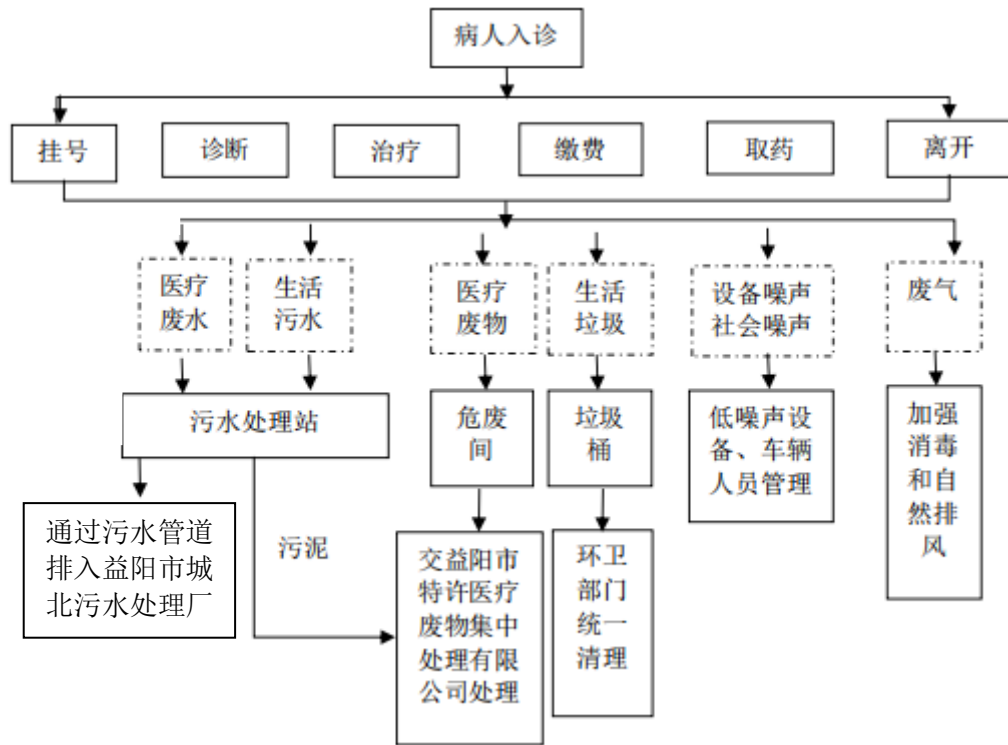 病人入诊
挂号
诊断
治疗
缴费
取药
离开
医疗
废水
生活
污水
医疗
废物
生活
垃圾
设备噪声
社会噪声
废气
污水处理站
危废
间
垃圾
桶
低噪声设
备、车辆
人员管理
加强
消毒
和自
然排
风
通过污水管道
排入益阳市城
北污水处理厂
污泥
交益阳市
特许医疗
废物集中
处理有限
公司处理
环卫
部门
统一
清理